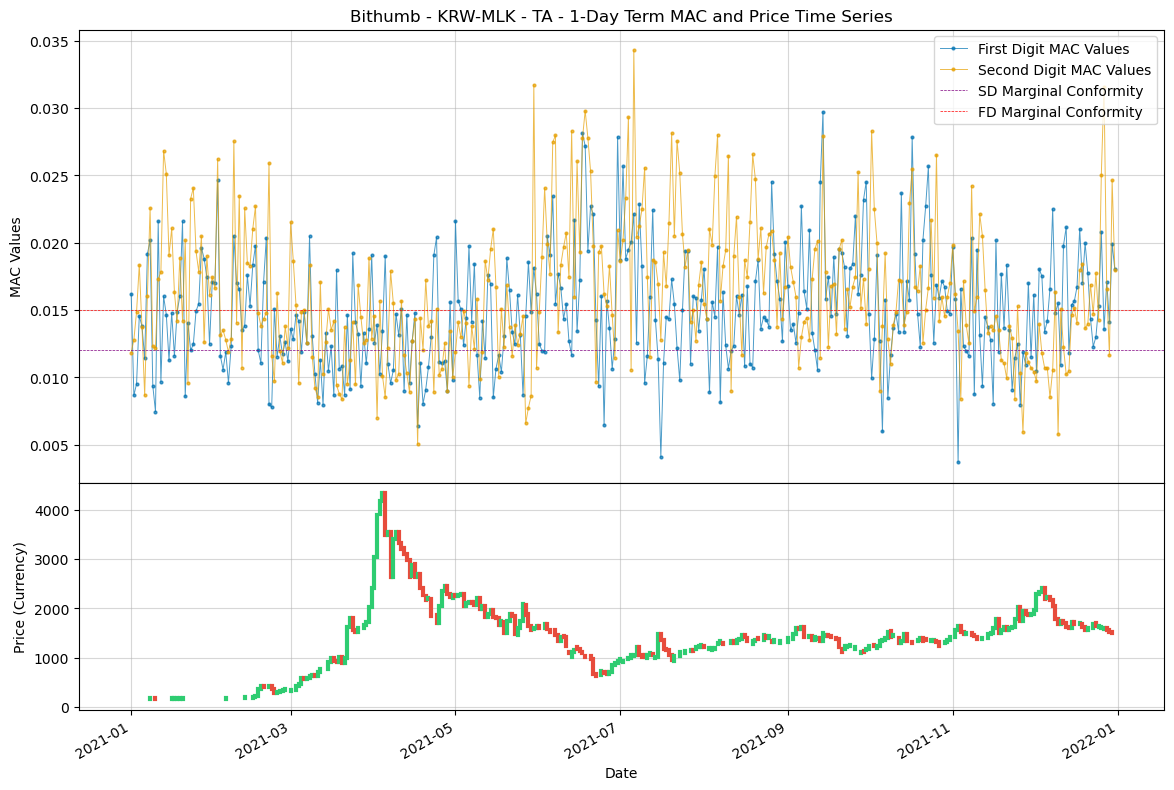 Bithumb - KRW-MLK - TA - 1-Day Term MAC and Price Time Series
MAC Values
0.035
0.030
0.025
0.020
0.015
0.010
0.005
First Digit MAC Values
Second Digit MAC Values
SD Marginal Conformity
FD Marginal Conformity
Price (Currency)
4000
3000
2000
1000
0
2021-01
2021-03
2021-05
2021-07
2021-09
2021-11
2022-01
Date